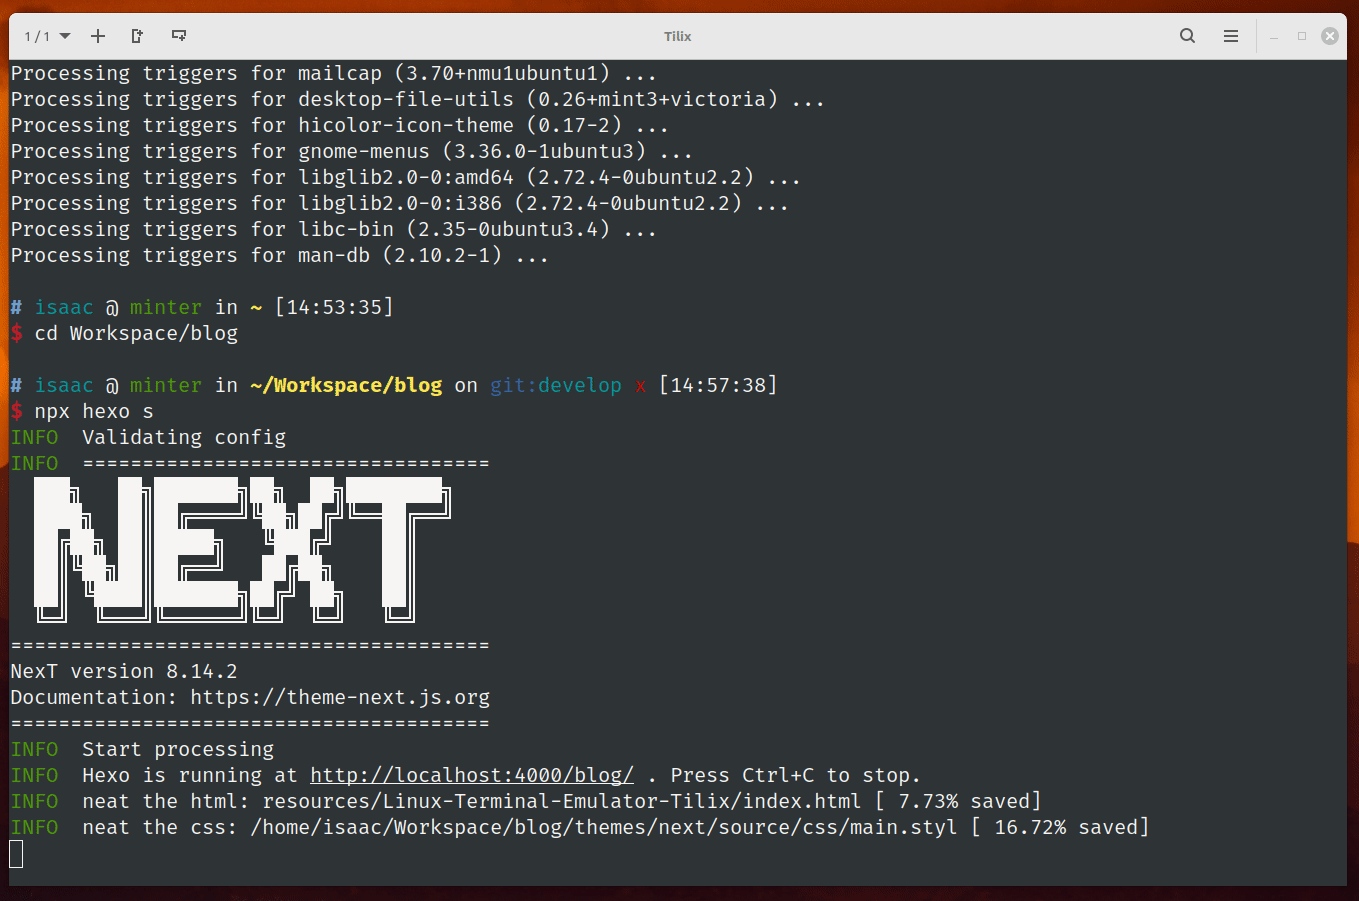 1 / 1
Tilix
Processing triggers for mailcap (3.70+nmu1ubuntu1) ...
Processing triggers for desktop-file-utils (0.26+mint3+victoria) ...
Processing triggers for hicolor-icon-theme (0.17-2) ...
Processing triggers for gnome-menus (3.36.0-1ubuntu3) ...
Processing triggers for libglib2.0-0:amd64 (2.72.4-0ubuntu2.2) ...
Processing triggers for libglib2.0-0:i386 (2.72.4-0ubuntu2.2) ...
Processing triggers for libc-bin (2.35-0ubuntu3.4) ...
Processing triggers for man-db (2.10.2-1) ...
# isaac @ minter in ~ [14:53:35]
$ cd Workspace/blog
# isaac @ minter in ~/Workspace/blog on git:develop x [14:57:38]
$ npx hexo s
INFO  Validating config
INFO  ==================================
NEXT
========================================
NexT version 8.14.2
Documentation: https://theme-next.js.org
========================================
INFO  Start processing
INFO  Hexo is running at http://localhost:4000/blog/ . Press Ctrl+C to stop.
INFO  neat the html: resources/Linux-Terminal-Emulator-Tilix/index.html [ 7.73% saved]
INFO  neat the css: /home/isaac/Workspace/blog/themes/next/source/css/main.styl [ 16.72% saved]